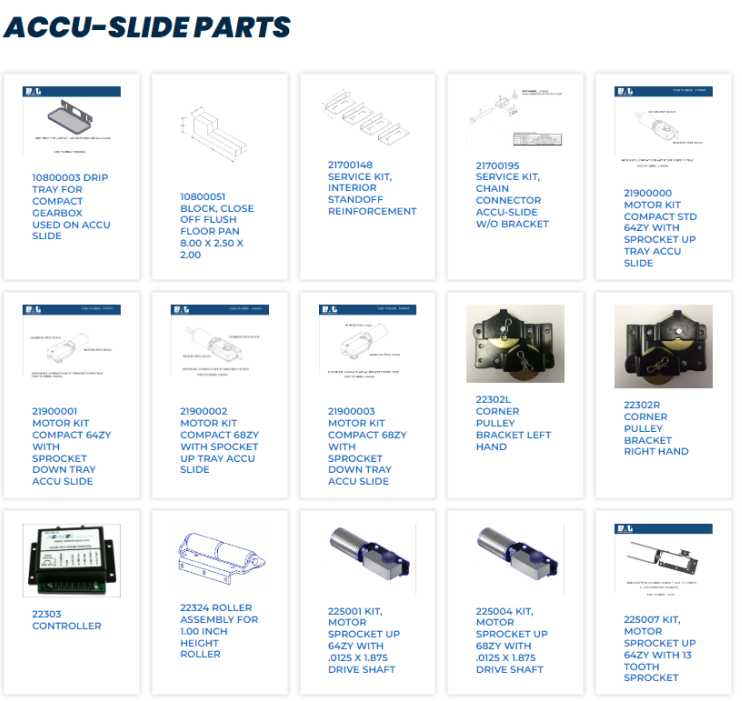 ACCU-SLIDE PARTS
10800003 DRIP
TRAY FOR
COMPACT
GEARBOX
USED ON ACCU
SLIDE
10800051
BLOCK, CLOSE
OFF FLUSH
FLOOR PAN
8.00 X 2.50 X
2.00
21700148
SERVICE KIT,
INTERIOR
STANDOFF
REINFORCEMENT
21700195
SERVICE KIT,
CHAIN
CONNECTOR
ACCU-SLIDE
W/O BRACKET
21900000
MOTOR KIT
COMPACT STD
64ZY WITH
SPROCKET UP
TRAY ACCU
SLIDE
21900001
MOTOR KIT
COMPACT 64ZY
WITH
SPROCKET
DOWN TRAY
ACCU SLIDE
21900002
MOTOR KIT
COMPACT 68ZY
WITH SPOCKET
UP TRAY ACCU
SLIDE
21900003
MOTOR KIT
COMPACT 68ZY
WITH
SPROCKET
DOWN TRAY
ACCU SLIDE
22302L
CORNER
PULLEY
BRACKET LEFT
HAND
22302R
CORNER
PULLEY
BRACKET
RIGHT HAND
22303
CONTROLLER
22324 ROLLER
ASSEMBLY FOR
1.00 INCH
HEIGHT
ROLLER
225001 KIT,
MOTOR
SPROCKET UP
64ZY WITH
.0125 X 1.875
DRIVE SHAFT
225004 KIT,
MOTOR
SPROCKET UP
68ZY WITH
.0125 X 1.875
DRIVE SHAFT
225007 KIT,
MOTOR
SPROCKET UP
64ZY WITH 13
TOOTH
SPROCKET